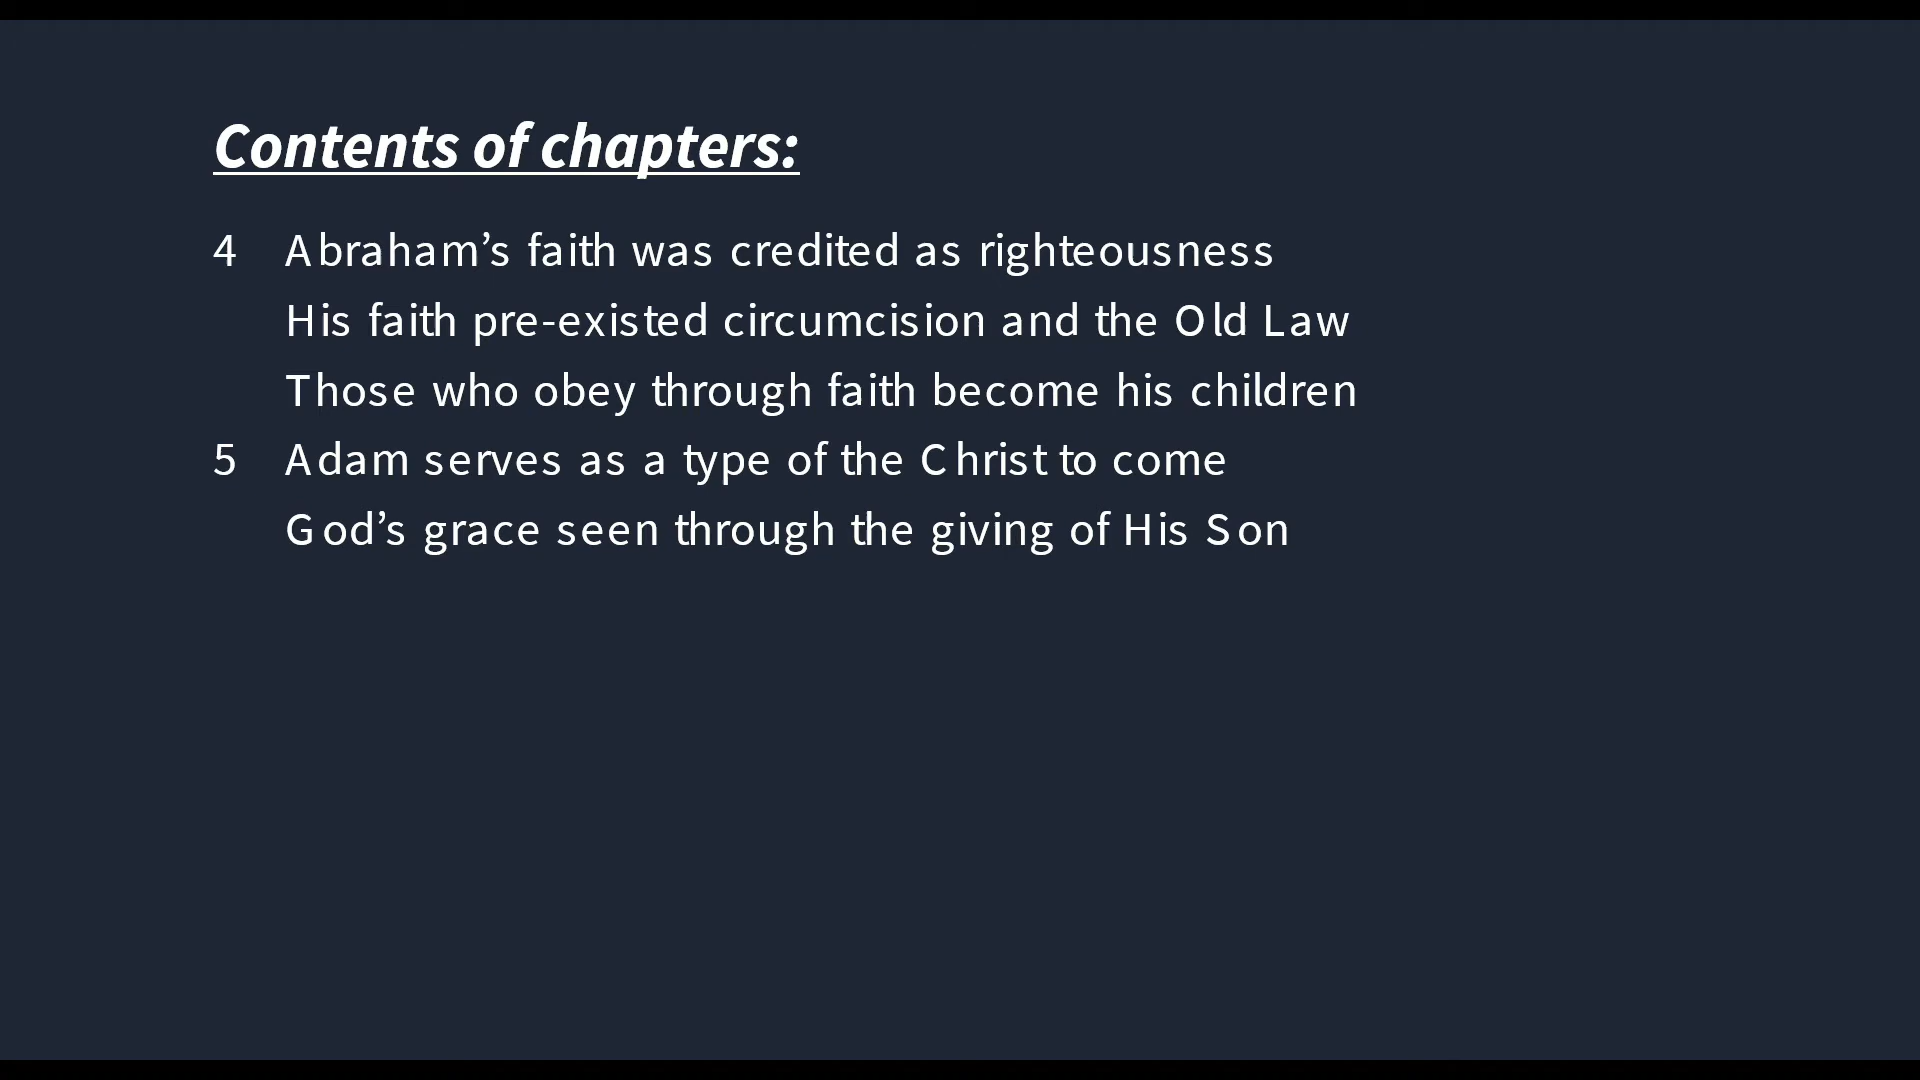 Contents of chapters:
4 Abraham’s faith was credited as righteousness
His faith pre-existed circumcision and the Old Law
Those who obey through faith become his children
5 Adam serves as a type of the Christ to come
God’s grace seen through the giving of His Son